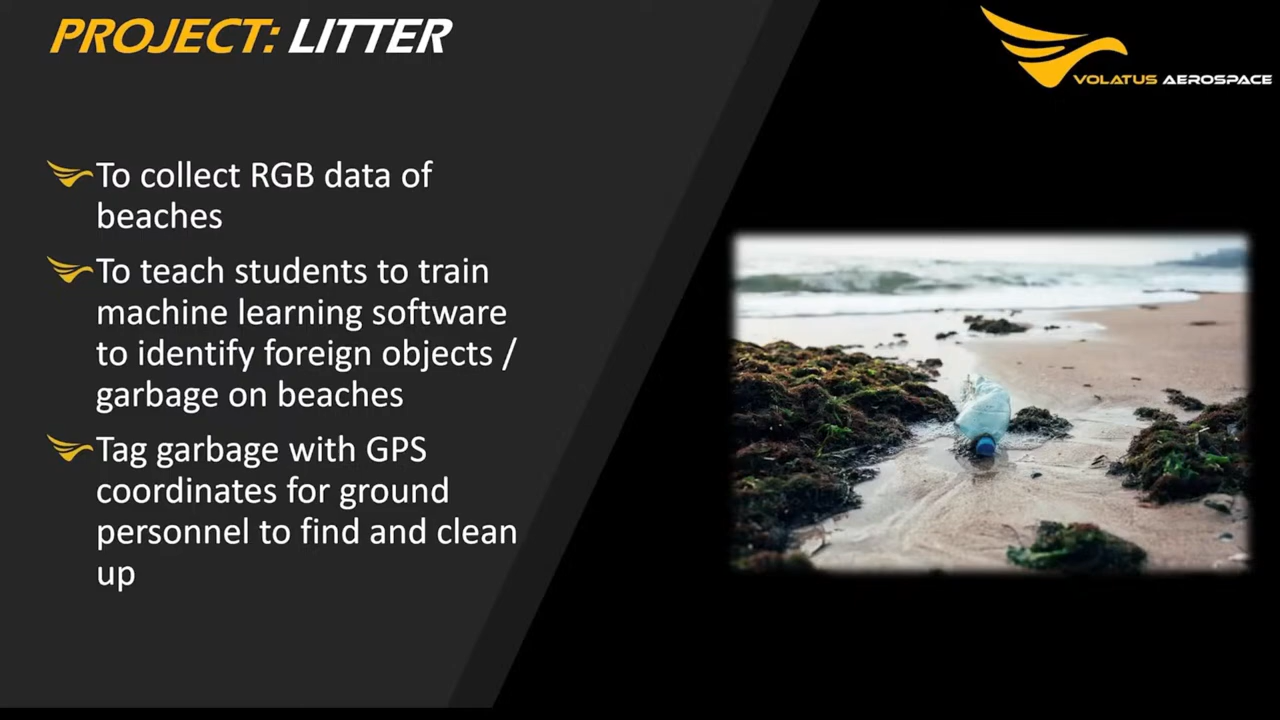 PROJECT: LITTER
VOLATUS AEROSPACE
To collect RGB data of
beaches
To teach students to train
machine learning software
to identify foreign objects /
garbage on beaches
Tag garbage with GPS
coordinates for ground
personnel to find and clean
up